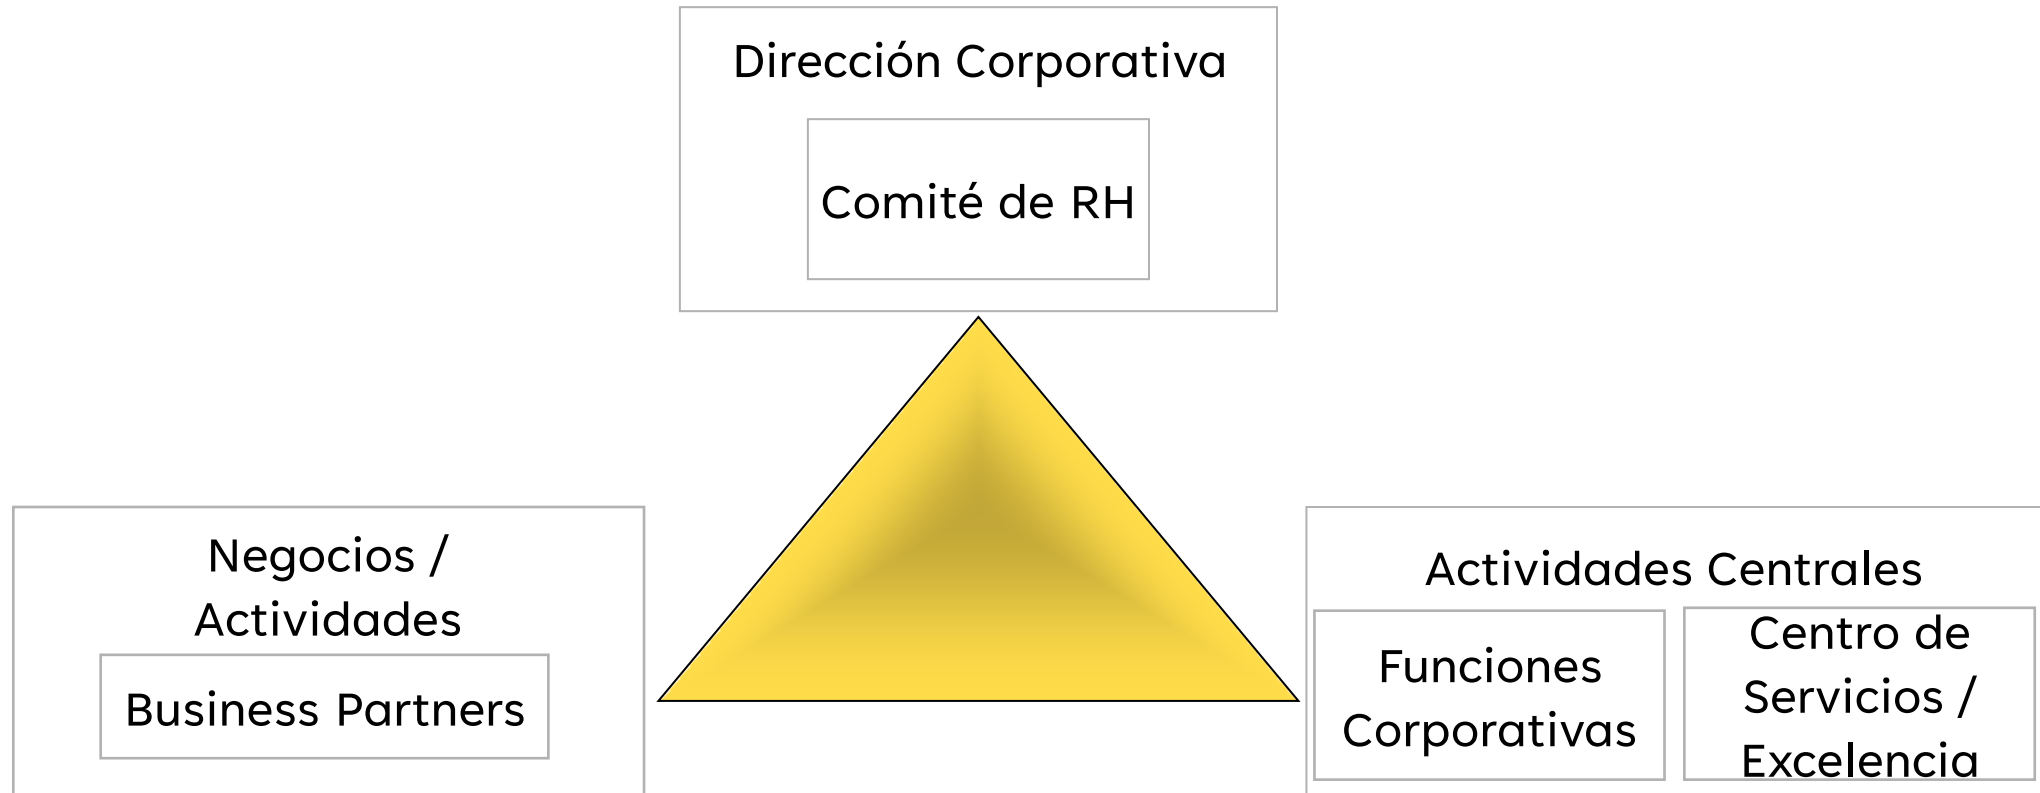 Dirección Corporativa
Comité de RH
Negocios /
Actividades
Business Partners
Actividades Centrales
Funciones
Corporativas
Centro de
Servicios /
Excelencia